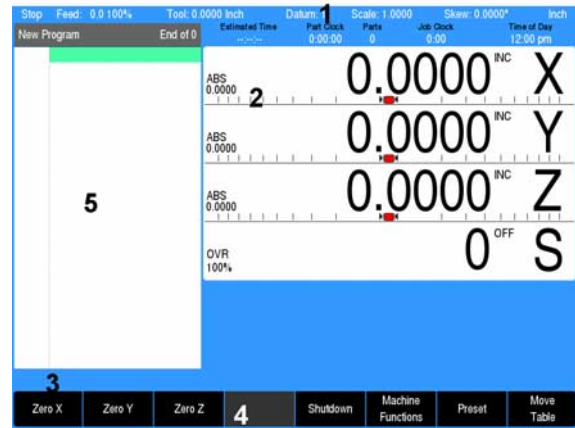 Stop Feed: 0.0 100% Tool: 0.0000 Inch Datum: 1 Scale: 1.0000 Skew: 0.0000° Inch
New Program End of 0
Estimated Time Part Clock Parts Job Clock Time of Day
--:--:-- 0:00:00 0 0:00 12:00 pm
ABS 0.0000 INC X
0.0000
2
ABS 0.0000 INC Y
0.0000
ABS 0.0000 INC Z
0.0000
5
OVR 0 OFF S
100%
3
Zero X Zero Y Zero Z 4 Shutdown Machine Functions Preset Move Table